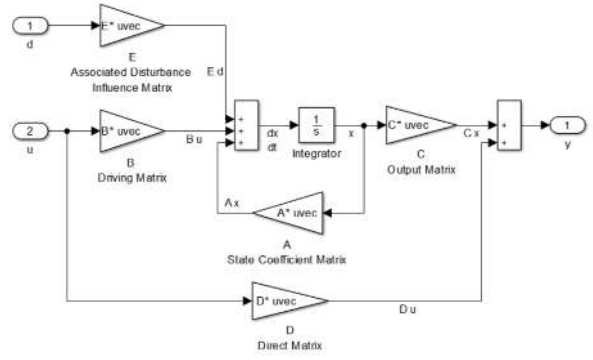 1
d
E* uvec
E
Associated Disturbance
Influence Matrix
E d
2
u
B* uvec
B
Driving Matrix
B u
+
+
+
dx
dt
1
s
Integrator
x
C* uvec
C
Output Matrix
C x
+
+
1
y
A x
A* uvec
A
State Coefficient Matrix
D* uvec
D
Direct Matrix
D u